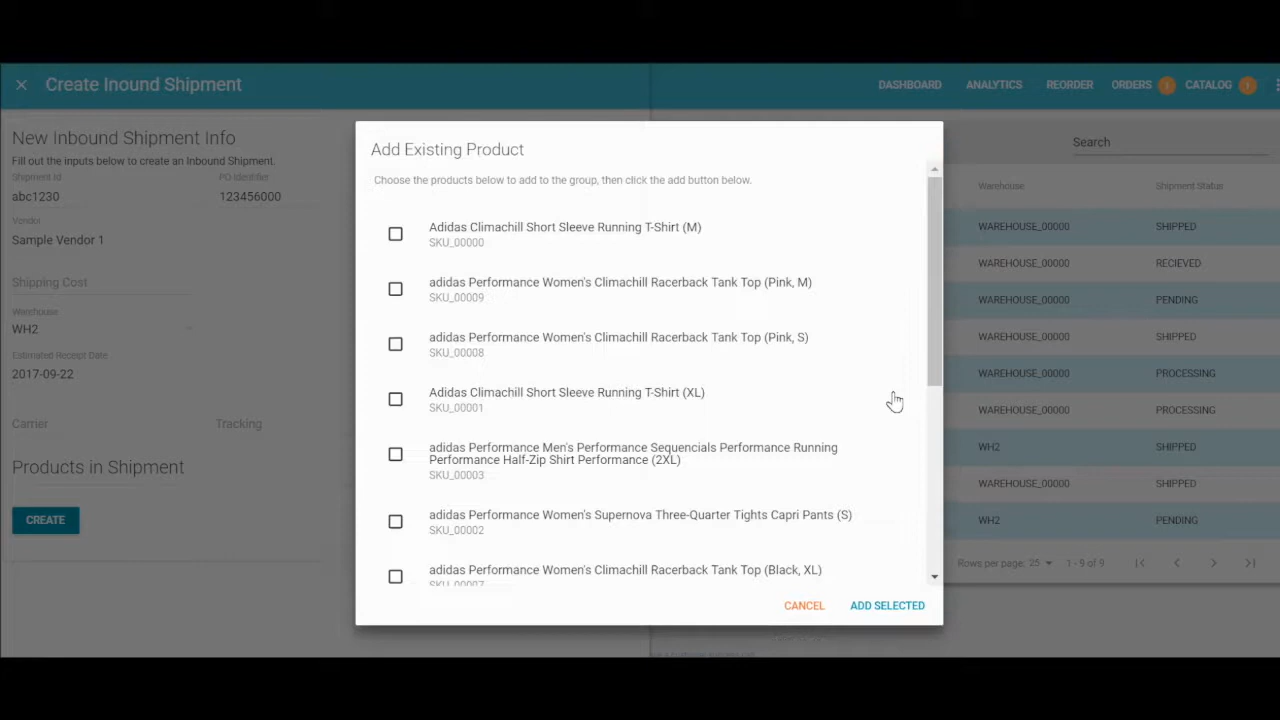 Create Inound Shipment
DASHBOARD ANALYTICS REORDER ORDERS 1 CATALOG 1
New Inbound Shipment Info
Fill out the inputs below to create an Inbound Shipment.
Shipment Id PO Identifier
abc1230 123456000
Vendor
Sample Vendor 1
Shipping Cost
Warehouse
WH2
Estimated Receipt Date
2017-09-22
Carrier Tracking
Products in Shipment
CREATE
Add Existing Product
Choose the products below to add to the group, then click the add button below.
Adidas Climachill Short Sleeve Running T-Shirt (M)
SKU_00000
adidas Performance Women's Climachill Racerback Tank Top (Pink, M)
SKU_00009
adidas Performance Women's Climachill Racerback Tank Top (Pink, S)
SKU_00008
Adidas Climachill Short Sleeve Running T-Shirt (XL)
SKU_00001
adidas Performance Men's Performance Sequencials Performance Running
Performance Half-Zip Shirt Performance (2XL)
SKU_00003
adidas Performance Women's Supernova Three-Quarter Tights Capri Pants (S)
SKU_00002
adidas Performance Women's Climachill Racerback Tank Top (Black, XL)
SKU_00007
CANCEL ADD SELECTED
Search
Warehouse Shipment Status
WAREHOUSE_00000 SHIPPED
WAREHOUSE_00000 RECIEVED
WAREHOUSE_00000 PENDING
WAREHOUSE_00000 SHIPPED
WAREHOUSE_00000 PROCESSING
WAREHOUSE_00000 PROCESSING
WH2 SHIPPED
WAREHOUSE_00000 SHIPPED
WH2 PENDING
Rows per page: 25 1 - 9 of 9